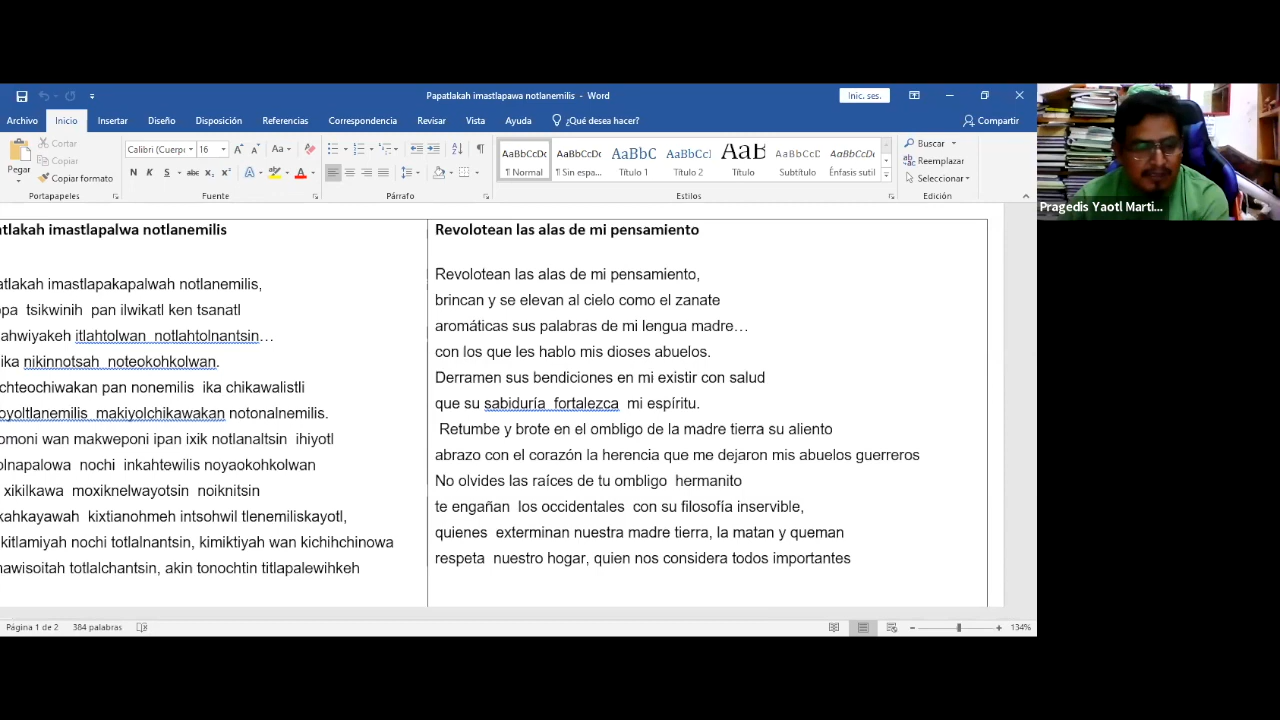 Papatlakah imastlapawa notlanemilis - Word
Inic. ses.
Archivo Inicio Insertar Diseño Disposición Referencias Correspondencia Revisar Vista Ayuda ¿Qué desea hacer? Compartir
Pegar
Cortar
Copiar
Copiar formato
Portapapeles
Calibri (Cuerpo 16
N K S abc x₂ x²
Fuente
Párrafo
AaBbCcDc AaBbCcDc AaBbC AaBbCcI AaB AaBbCcD AaBbCcDc
¶ Normal ¶ Sin espa... Título 1 Título 2 Título Subtítulo Énfasis sutil
Estilos
Buscar
Reemplazar
Seleccionar
Edición
Pragedis Yaotl Marti...
atlakah imastlapalwa notlanemilis
atlakah imastlapakapalwah notlanemilis,
pa tsikwinih pan ilwikatl ken tsanatl
ahwiyakeh itlahtolwan notlahtolnantsin…
ika nikinnotsah noteokohkolwan.
chteochiwakan pan nonemilis ika chikawalistli
oyoltlanemilis makiyolchikawakan notonalnemilis.
omoni wan makweponi ipan ixik notlanaltsin ihiyotl
olnapalowa nochi inkahtewilis noyaokohkolwan
xikilkawa moxiknelwayotsin noiknitsin
kahkayawah kixtianohmeh intsohwil tlenemiliskayotl,
kitlamiyah nochi totlalnantsin, kimiktiyah wan kichihchinowa
nawisoitah totlalchantsin, akin tonochtin titlapalewihkeh
Revolotean las alas de mi pensamiento
Revolotean las alas de mi pensamiento,
brincan y se elevan al cielo como el zanate
aromáticas sus palabras de mi lengua madre…
con los que les hablo mis dioses abuelos.
Derramen sus bendiciones en mi existir con salud
que su sabiduría fortalezca mi espíritu.
Retumbe y brote en el ombligo de la madre tierra su aliento
abrazo con el corazón la herencia que me dejaron mis abuelos guerreros
No olvides las raíces de tu ombligo hermanito
te engañan los occidentales con su filosofía inservible,
quienes exterminan nuestra madre tierra, la matan y queman
respeta nuestro hogar, quien nos considera todos importantes
Página 1 de 2 384 palabras
134%